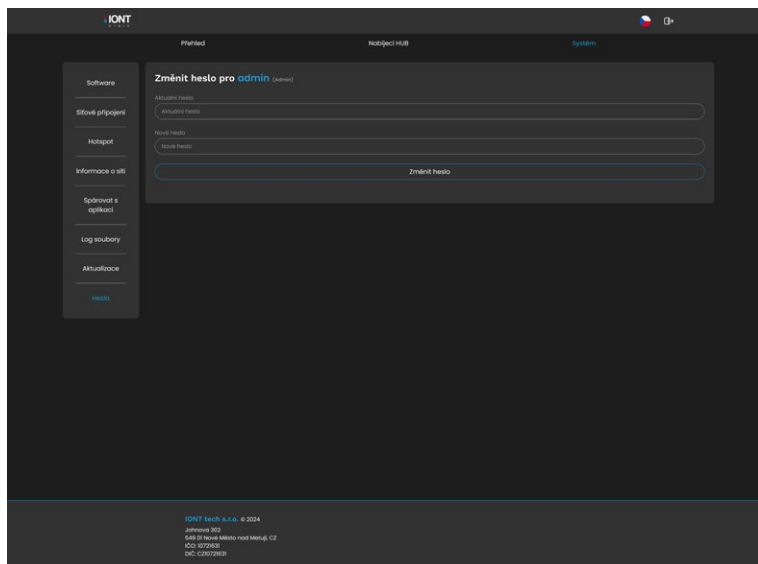 IONT
Přehled
Nabíjecí HUB
Systém
Software
Síťové připojení
Hotspot
Informace o síti
Spárovat s
aplikací
Log soubory
Aktualizace
Hesla
Změnit heslo pro admin (Admin)
Aktuální heslo
Aktuální heslo
Nové heslo
Nové heslo
Změnit heslo
IONT tech s.r.o. © 2024
Johnova 302
549 01 Nové Město nad Metují, CZ
IČO: 10721631
DIČ: CZ10721631